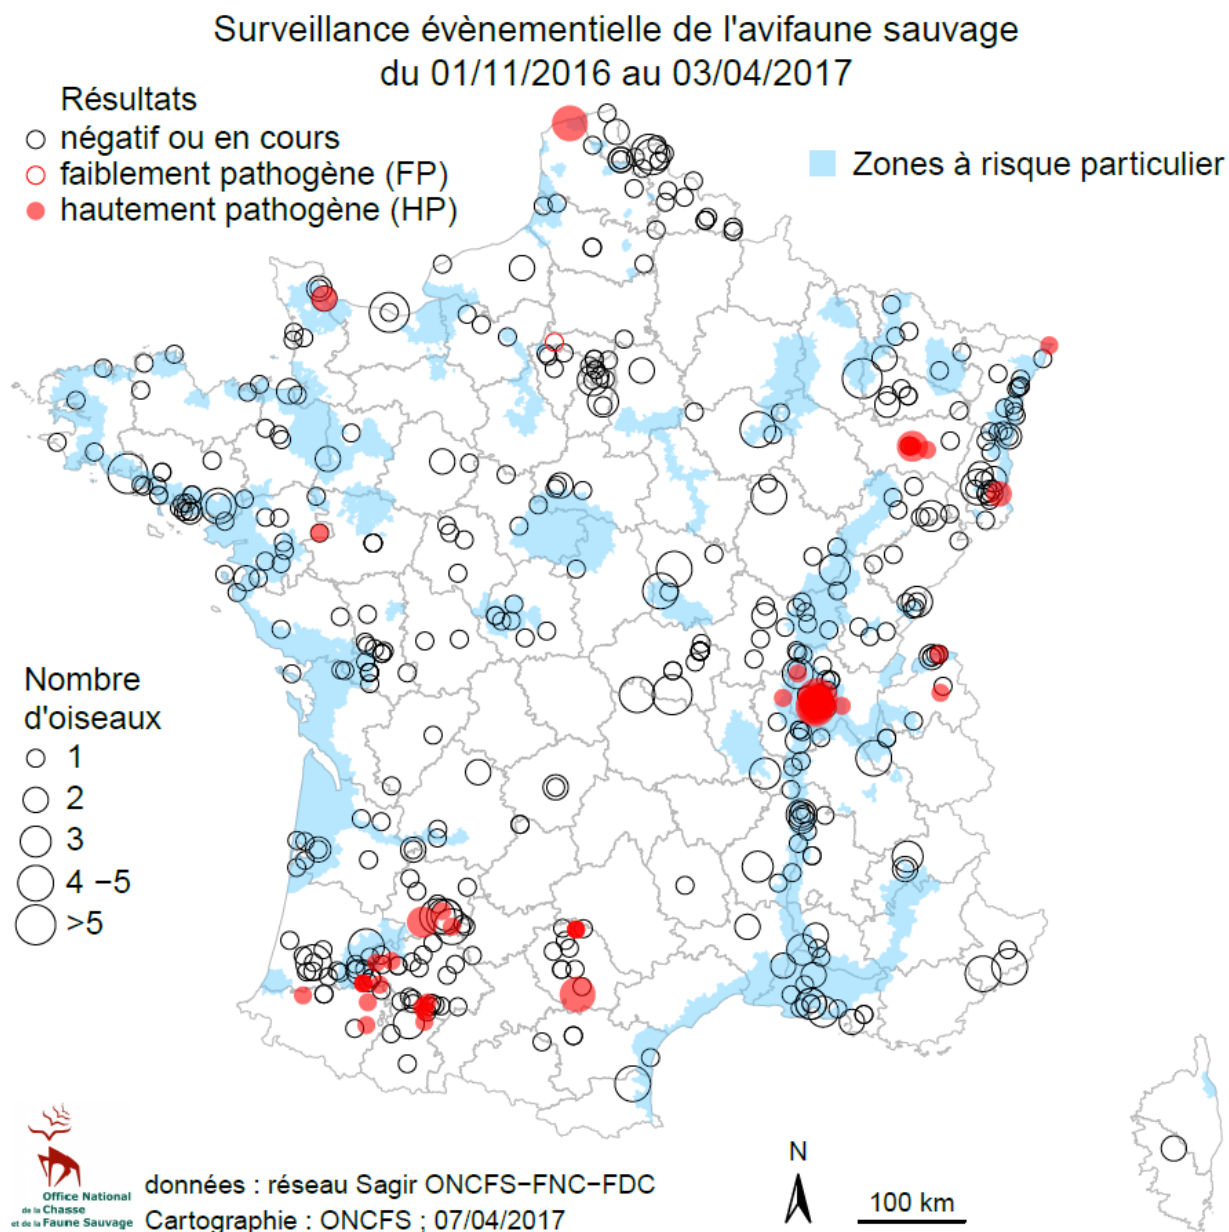 Surveillance évènementielle de l'avifaune sauvage
du 01/11/2016 au 03/04/2017
Résultats
négatif ou en cours
faiblement pathogène (FP)
hautement pathogène (HP)
Zones à risque particulier
Nombre
d'oiseaux
1
2
3
4 −5
>5
Office National
de la Chasse
et de la Faune Sauvage
données : réseau Sagir ONCFS−FNC−FDC
Cartographie : ONCFS ; 07/04/2017
N
100 km